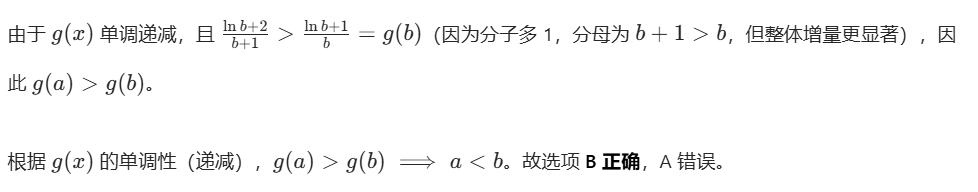 由于 g(x) 单调递减，且 \frac{\ln b+2}{b+1} > \frac{\ln b+1}{b} = g(b)（因为分子多 1，分母为 b + 1 > b，但整体增量更显著），因
此 g(a) > g(b)。
根据 g(x) 的单调性（递减），g(a) > g(b) ⟹ a < b。故选项 B 正确，A 错误。